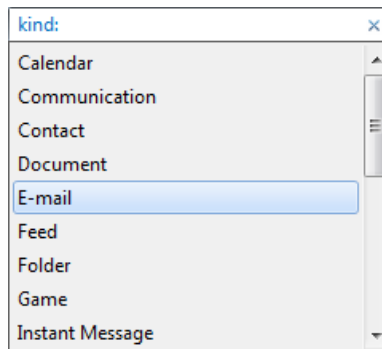 kind:
Calendar
Communication
Contact
Document
E-mail
Feed
Folder
Game
Instant Message